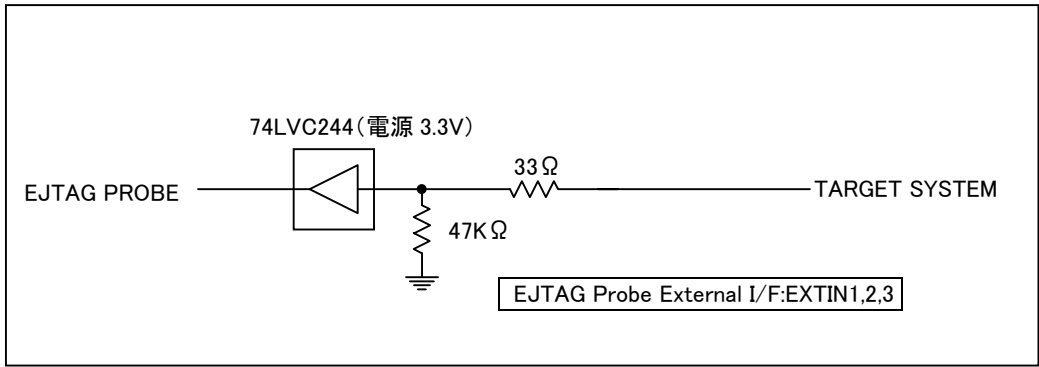 74LVC244(電源 3.3V)
33Ω
EJTAG PROBE
TARGET SYSTEM
47KΩ
EJTAG Probe External I/F:EXTIN1,2,3